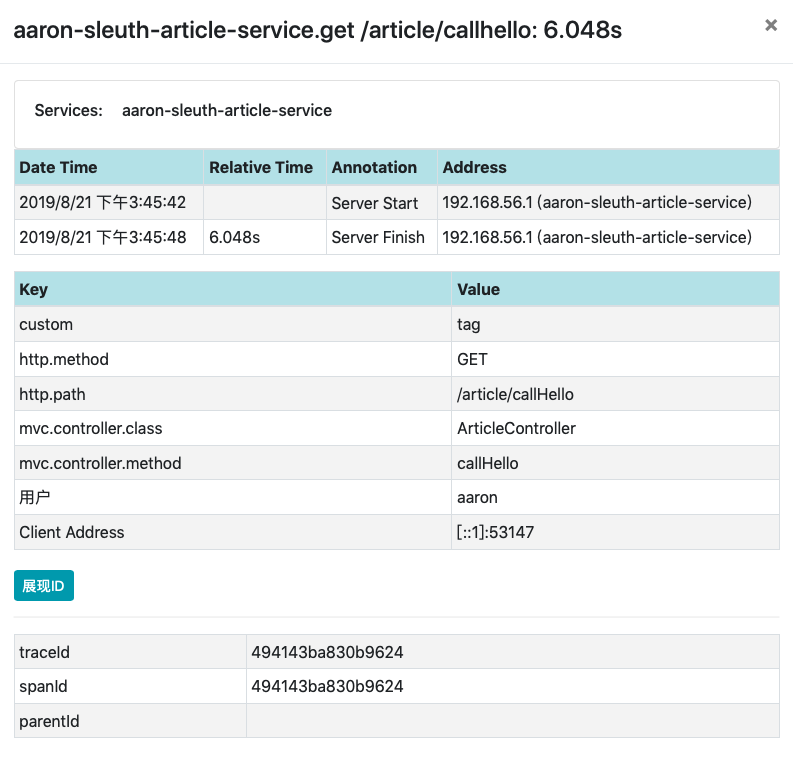 aaron-sleuth-article-service.get /article/callhello: 6.048s ×
Services: aaron-sleuth-article-service
Date Time Relative Time Annotation Address
2019/8/21 下午3:45:42 Server Start 192.168.56.1 (aaron-sleuth-article-service)
2019/8/21 下午3:45:48 6.048s Server Finish 192.168.56.1 (aaron-sleuth-article-service)
Key Value
custom tag
http.method GET
http.path /article/callHello
mvc.controller.class ArticleController
mvc.controller.method callHello
用户 aaron
Client Address [::1]:53147
展现ID
traceId 494143ba830b9624
spanId 494143ba830b9624
parentId